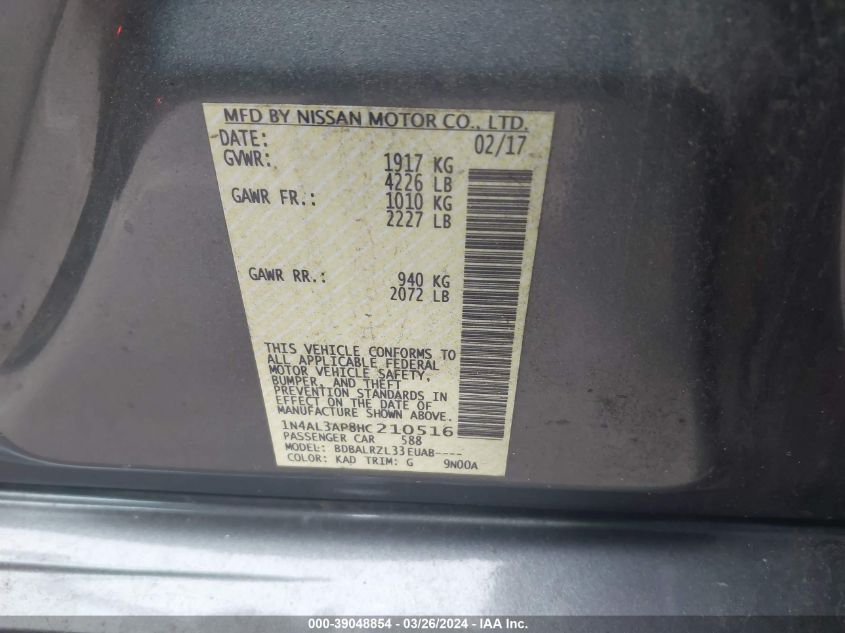 MFD BY NISSAN MOTOR CO., LTD.
DATE: 02/17
GVWR: 1917 KG
4226 LB
GAWR FR.: 1010 KG
2227 LB
GAWR RR.: 940 KG
2072 LB
THIS VEHICLE CONFORMS TO
ALL APPLICABLE FEDERAL
MOTOR VEHICLE SAFETY,
BUMPER, AND THEFT
PREVENTION STANDARDS IN
EFFECT ON THE DATE OF
MANUFACTURE SHOWN ABOVE.
1N4AL3AP8HC210516
PASSENGER CAR 588
MODEL: BDBALRZL33EUAB----
COLOR: KAD TRIM: G 9N00A
000-39048854 - 03/26/2024 - IAA Inc.